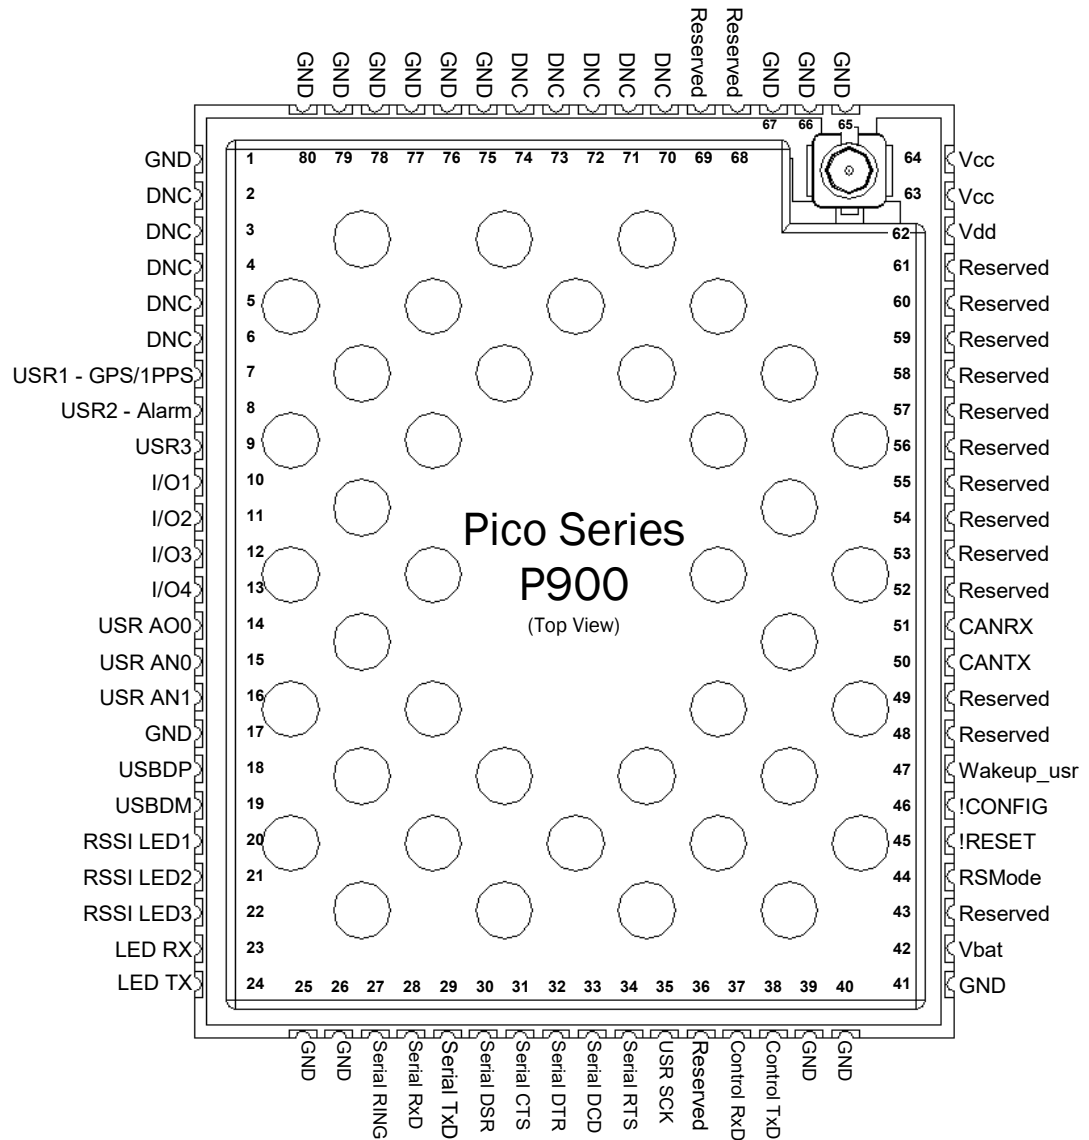 GND
GND
GND
GND
GND
GND
DNC
DNC
DNC
DNC
DNC
Reserved
Reserved
GND
GND
GND
80
79
78
77
76
75
74
73
72
71
70
69
68
67
66
65
GND 1
DNC 2
DNC 3
DNC 4
DNC 5
DNC 6
USR1 - GPS/1PPS 7
USR2 - Alarm 8
USR3 9
I/O1 10
I/O2 11
I/O3 12
I/O4 13
USR AO0 14
USR AN0 15
USR AN1 16
GND 17
USBDP 18
USBDM 19
RSSI LED1 20
RSSI LED2 21
RSSI LED3 22
LED RX 23
LED TX 24
Pico Series
P900
(Top View)
64 Vcc
63 Vcc
62 Vdd
61 Reserved
60 Reserved
59 Reserved
58 Reserved
57 Reserved
56 Reserved
55 Reserved
54 Reserved
53 Reserved
52 Reserved
51 CANRX
50 CANTX
49 Reserved
48 Reserved
47 Wakeup_usr
46 !CONFIG
45 !RESET
44 RSMode
43 Reserved
42 Vbat
41 GND
25
26
27
28
29
30
31
32
33
34
35
36
37
38
39
40
GND
GND
Serial RING
Serial RxD
Serial TxD
Serial DSR
Serial CTS
Serial DTR
Serial DCD
Serial RTS
USR SCK
Reserved
Control RxD
Control TxD
GND
GND